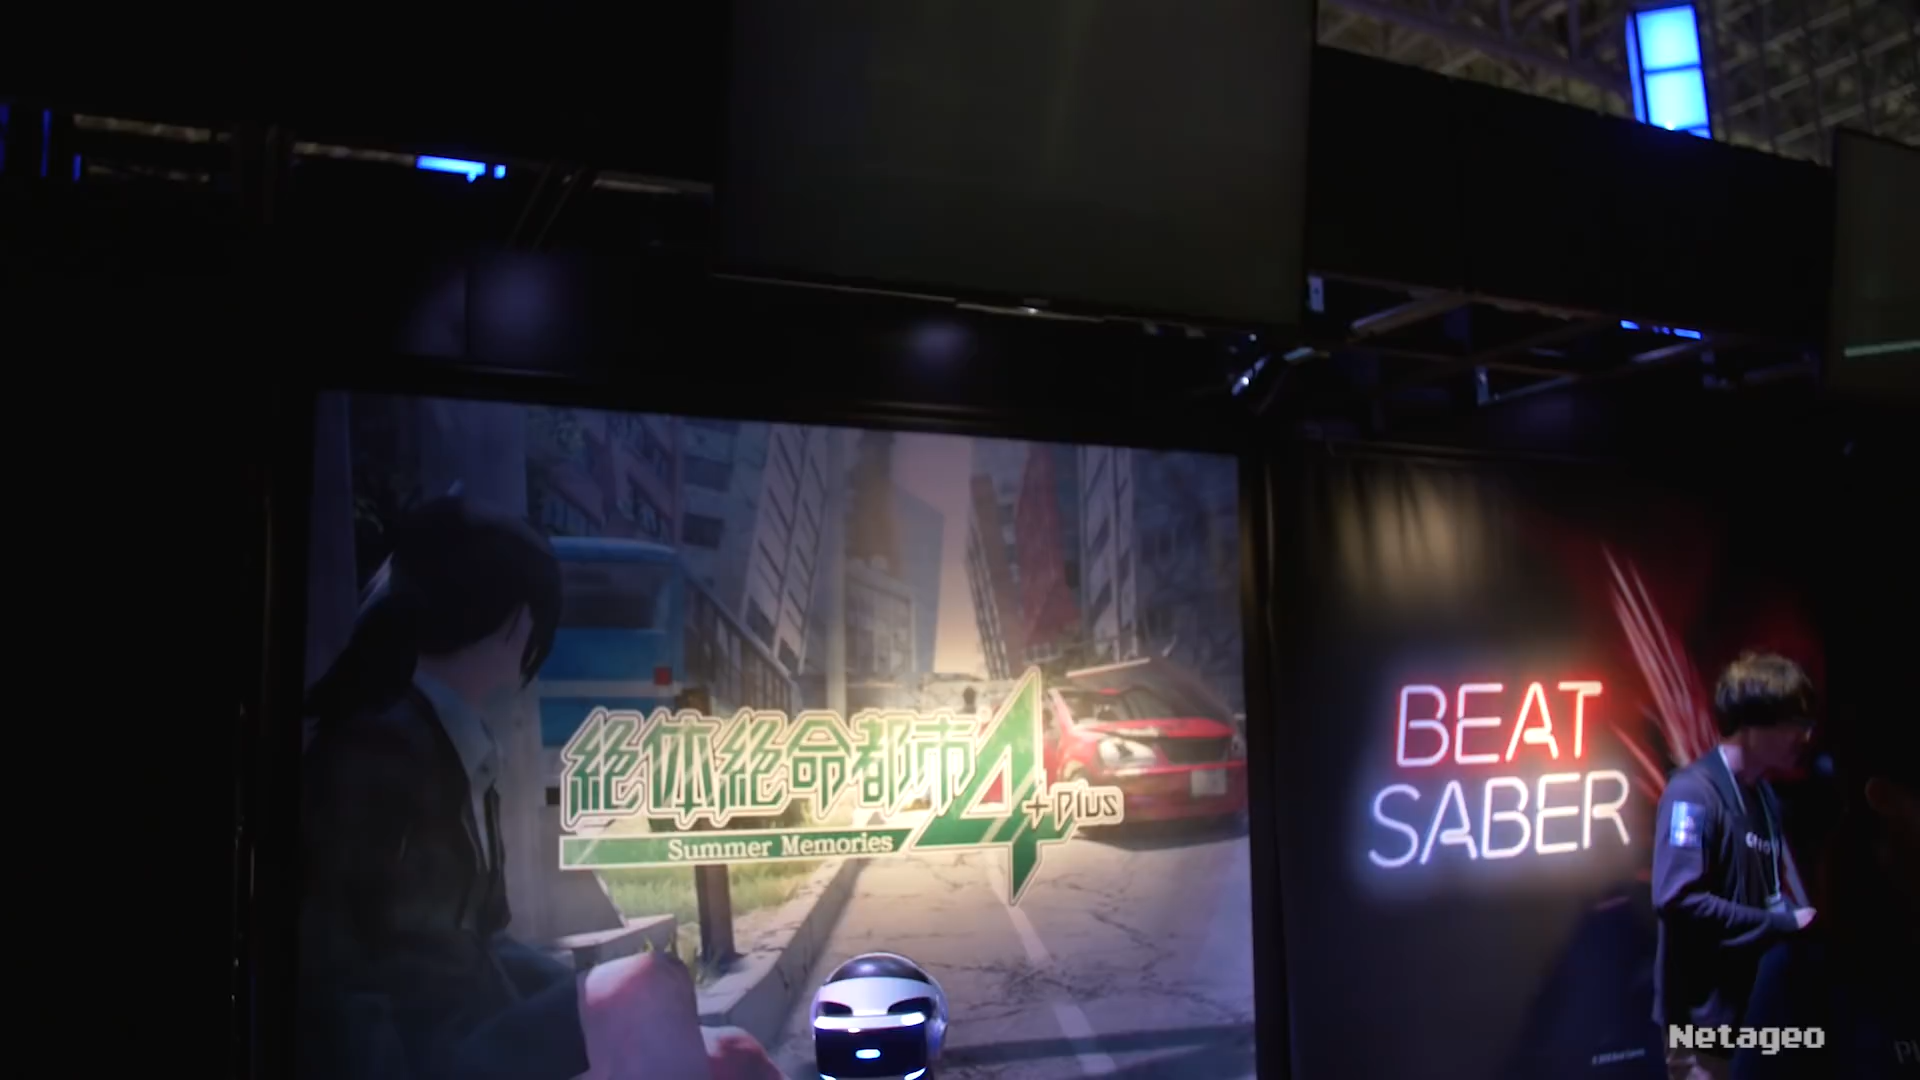 絶体絶命都市4
+Plus
Summer Memories
BEAT
SABER
Netageo